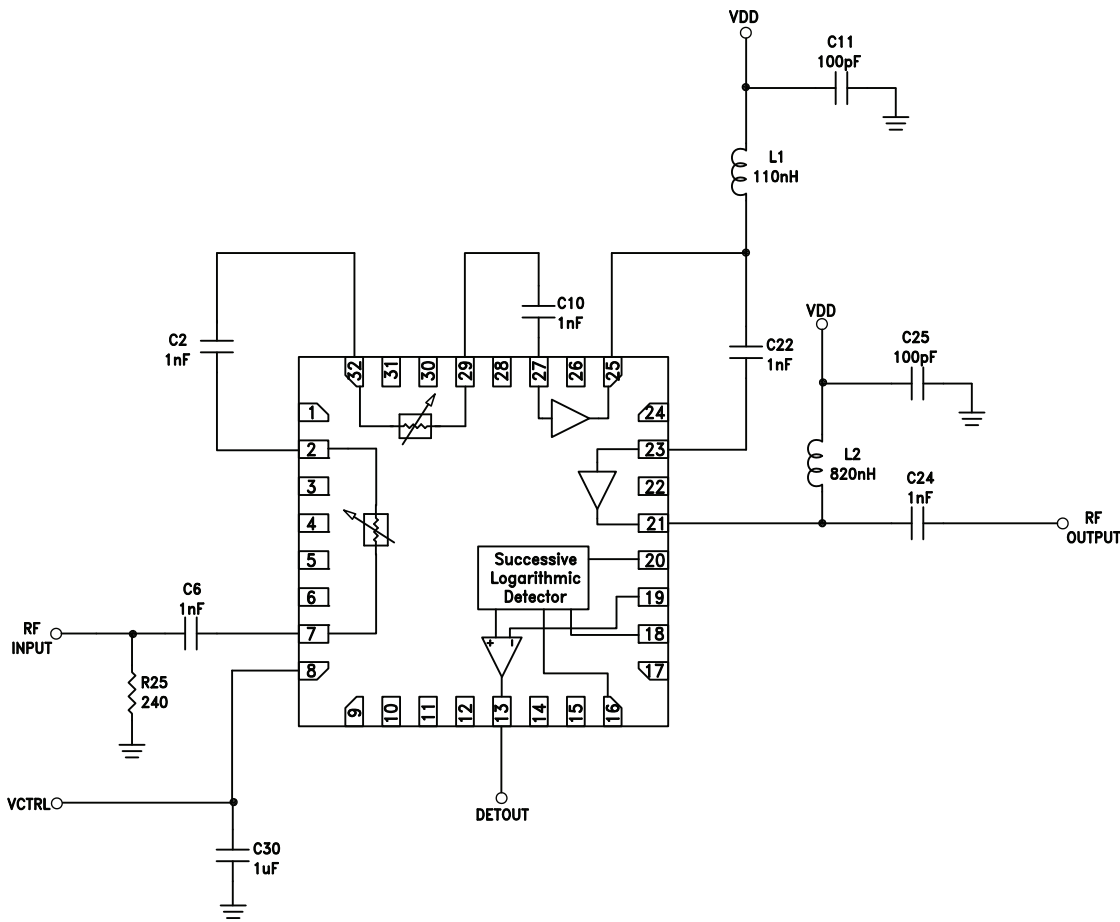 VDD
C11
100pF
L1
110nH
C10
1nF
C2
1nF
C22
1nF
VDD
C25
100pF
L2
820nH
C24
1nF
RF
OUTPUT
32
31
30
29
28
27
26
25
1
2
3
4
5
6
7
8
24
23
22
21
20
19
18
17
Successive
Logarithmic
Detector
+
-
9
10
11
12
13
14
15
16
C6
1nF
RF
INPUT
R25
240
VCTRL
C30
1uF
DETOUT